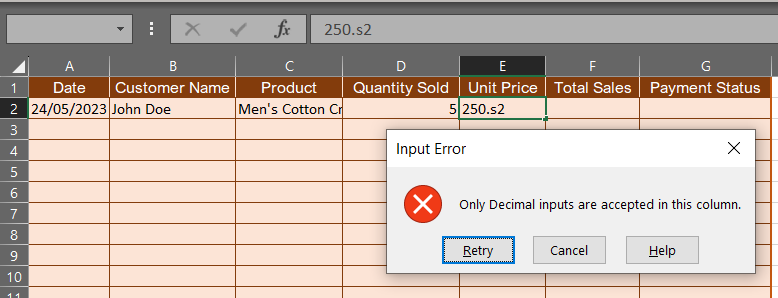 250.s2
A B C D E F G
1 Date Customer Name Product Quantity Sold Unit Price Total Sales Payment Status
2 24/05/2023 John Doe Men's Cotton Cr 5 250.s2
3
4
5
6
7
8
9
10
11
Input Error
Only Decimal inputs are accepted in this column.
Retry Cancel Help